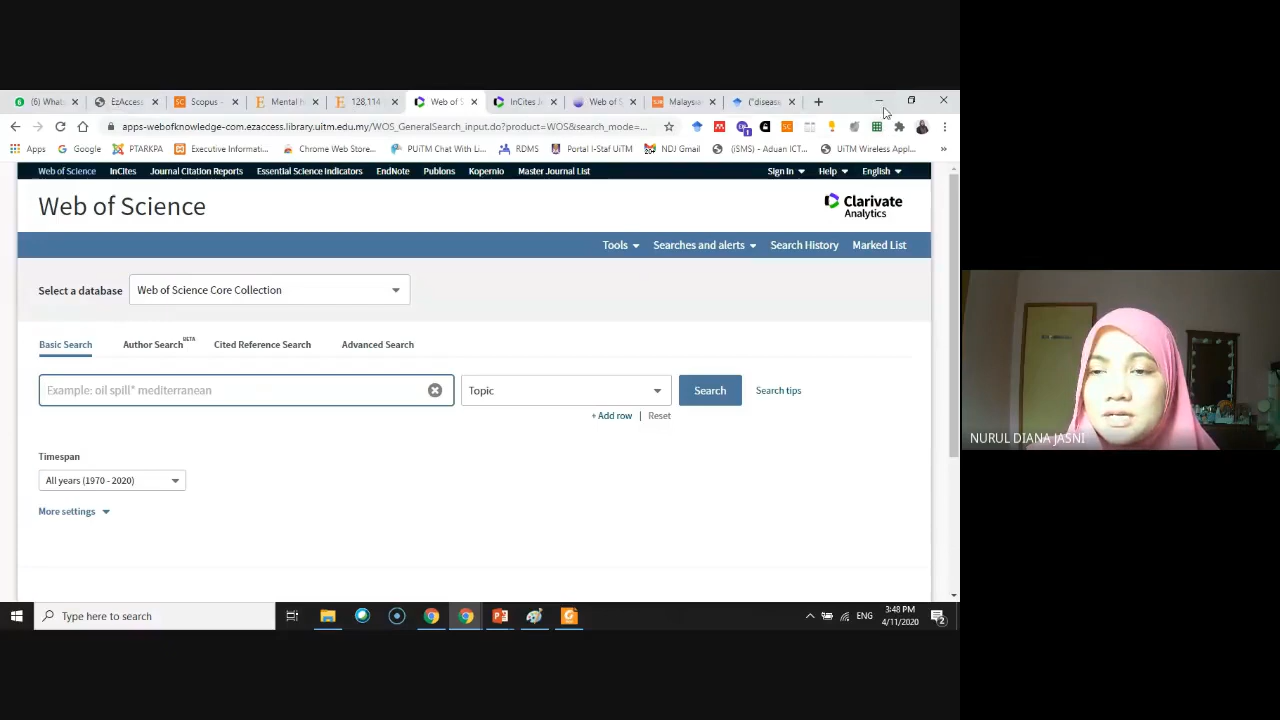 (6) Whats
EzAccess
Scopus -
Mental h
128,114
Web of S
InCites J
Web of S
Malaysia
("disease
apps-webofknowledge-com.ezaccess.library.uitm.edu.my/WOS_GeneralSearch_input.do?product=WOS&search_mode=...
Apps
Google
PTARKPA
Executive Informati...
Chrome Web Store...
PUiTM Chat With Li...
RDMS
Portal I-Staf UiTM
NDJ Gmail
(iSMS) - Aduan ICT...
UiTM Wireless Appl...
Web of Science InCites Journal Citation Reports Essential Science Indicators EndNote Publons Kopernio Master Journal List Sign In Help English
Web of Science
Clarivate
Analytics
Tools Searches and alerts Search History Marked List
Select a database Web of Science Core Collection
Basic Search Author Search BETA Cited Reference Search Advanced Search
Example: oil spill* mediterranean Topic Search Search tips
+ Add row | Reset
Timespan
All years (1970 - 2020)
More settings
NURUL DIANA JASNI
Type here to search
ENG
3:48 PM
4/11/2020